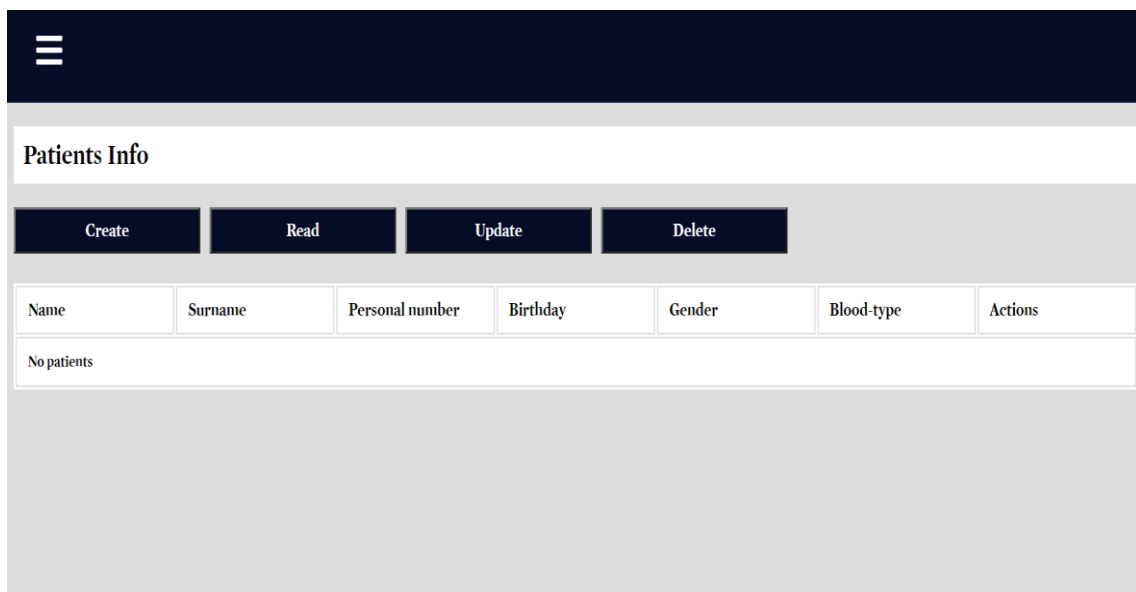 Patients Info
Create Read Update Delete
Name Surname Personal number Birthday Gender Blood-type Actions
No patients